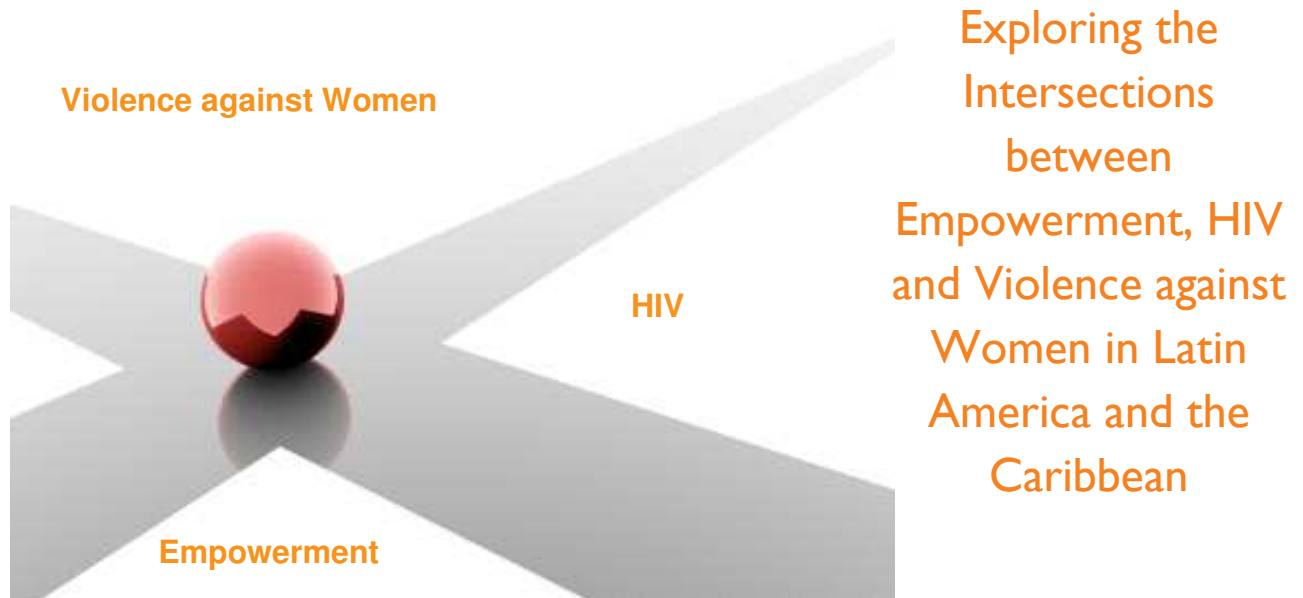 Violence against Women
HIV
Empowerment
Exploring the
Intersections
between
Empowerment, HIV
and Violence against
Women in Latin
America and the
Caribbean